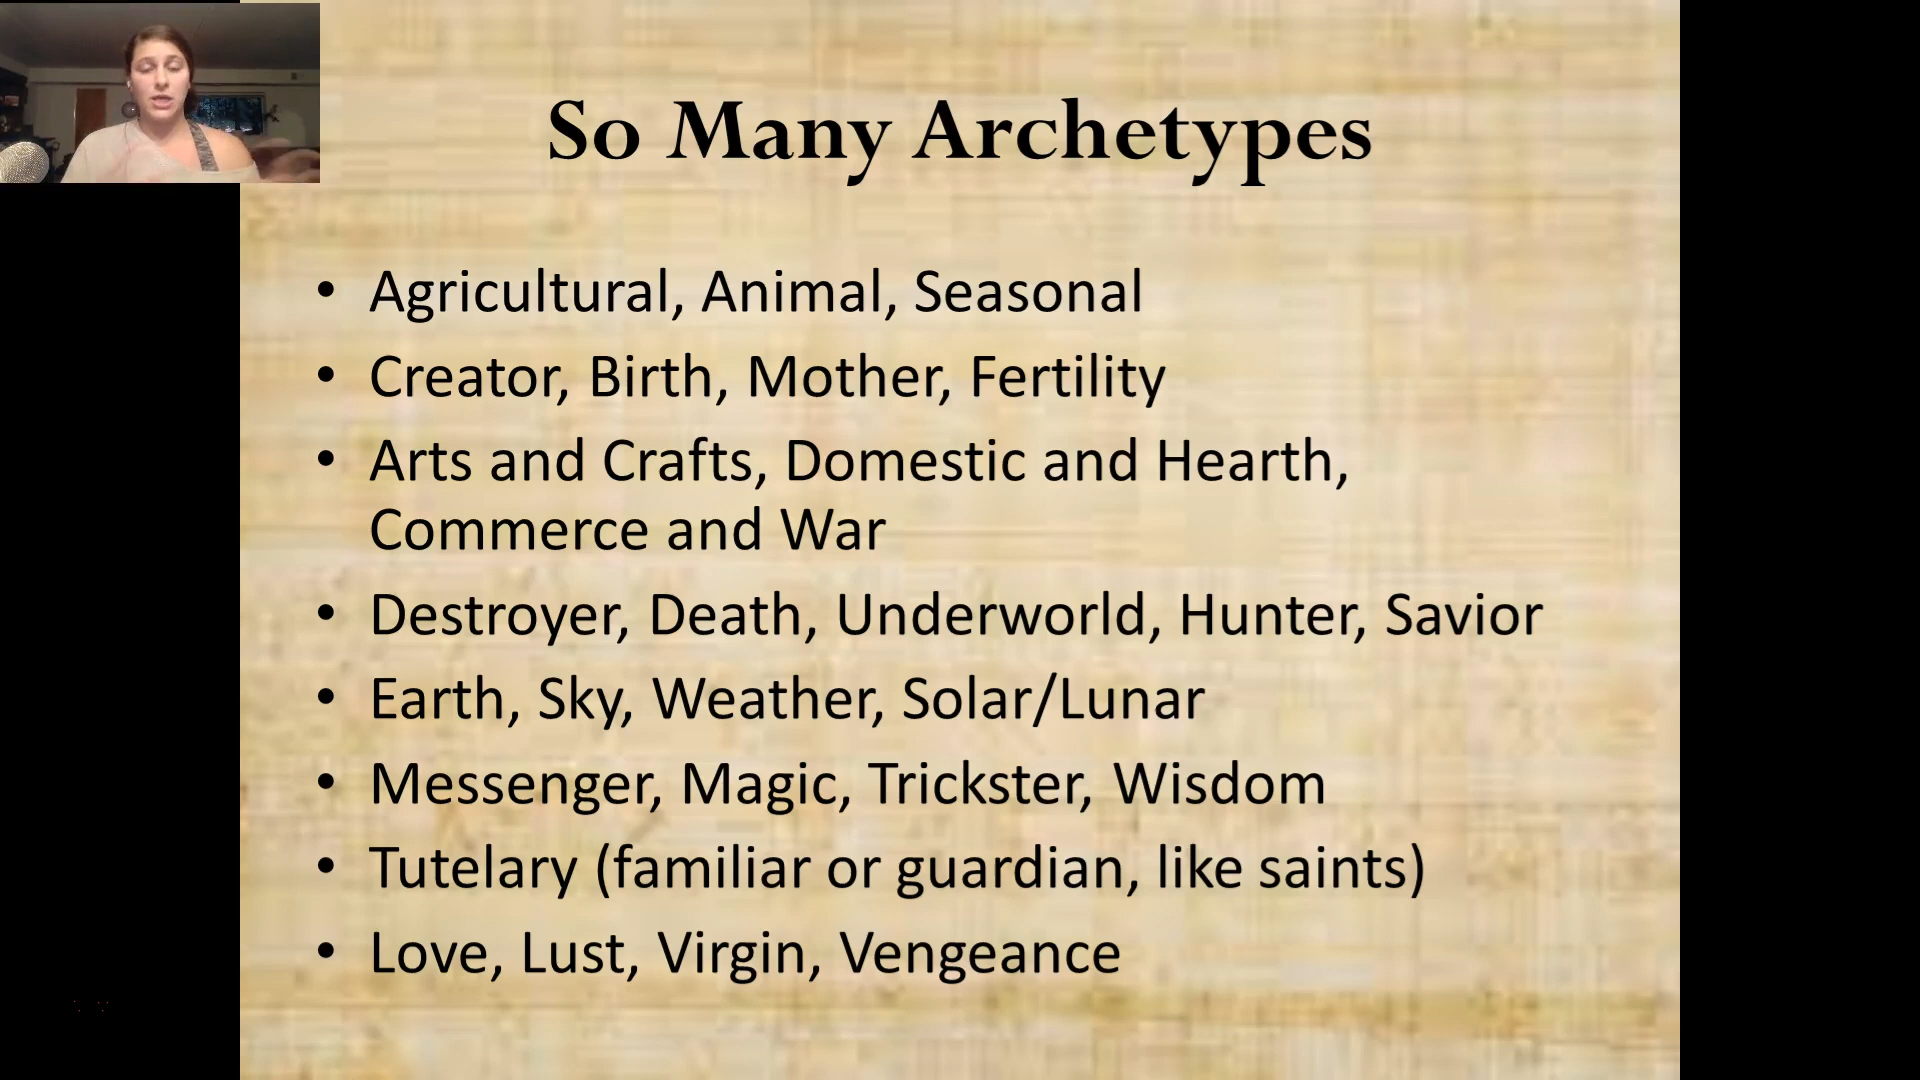 So Many Archetypes
• Agricultural, Animal, Seasonal
• Creator, Birth, Mother, Fertility
• Arts and Crafts, Domestic and Hearth,
Commerce and War
• Destroyer, Death, Underworld, Hunter, Savior
• Earth, Sky, Weather, Solar/Lunar
• Messenger, Magic, Trickster, Wisdom
• Tutelary (familiar or guardian, like saints)
• Love, Lust, Virgin, Vengeance